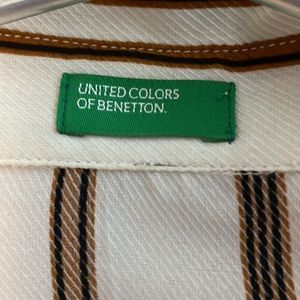 UNITED COLORS
OF BENETTON.